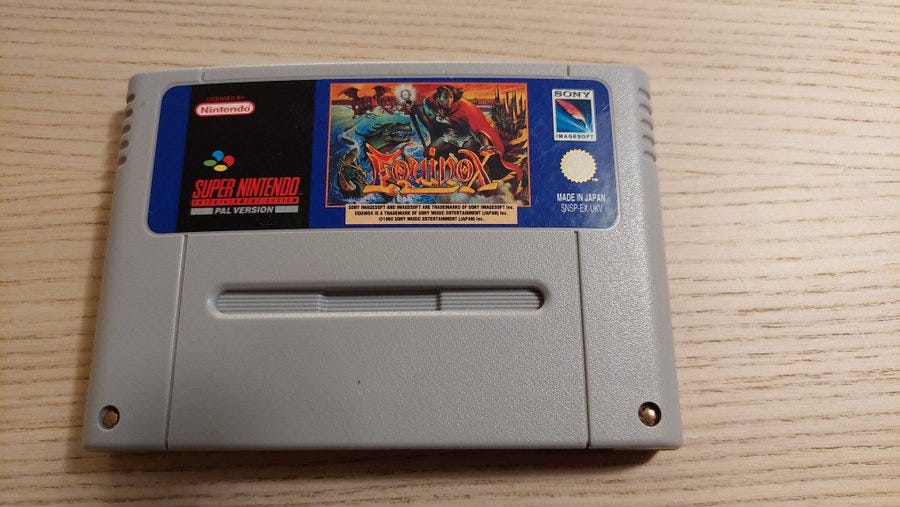 LICENSED BY
Nintendo
SUPER NINTENDO
ENTERTAINMENT SYSTEM
PAL VERSION
EQUINOX
SONY IMAGESOFT AND IMAGESOFT ARE TRADEMARKS OF SONY IMAGESOFT Inc.
EQUINOX IS A TRADEMARK OF SONY MUSIC ENTERTAINMENT (JAPAN) Inc.
©1993 SONY MUSIC ENTERTAINMENT (JAPAN) Inc.
SONY
IMAGESOFT
TM
MADE IN JAPAN
SNSP-EX-UKV